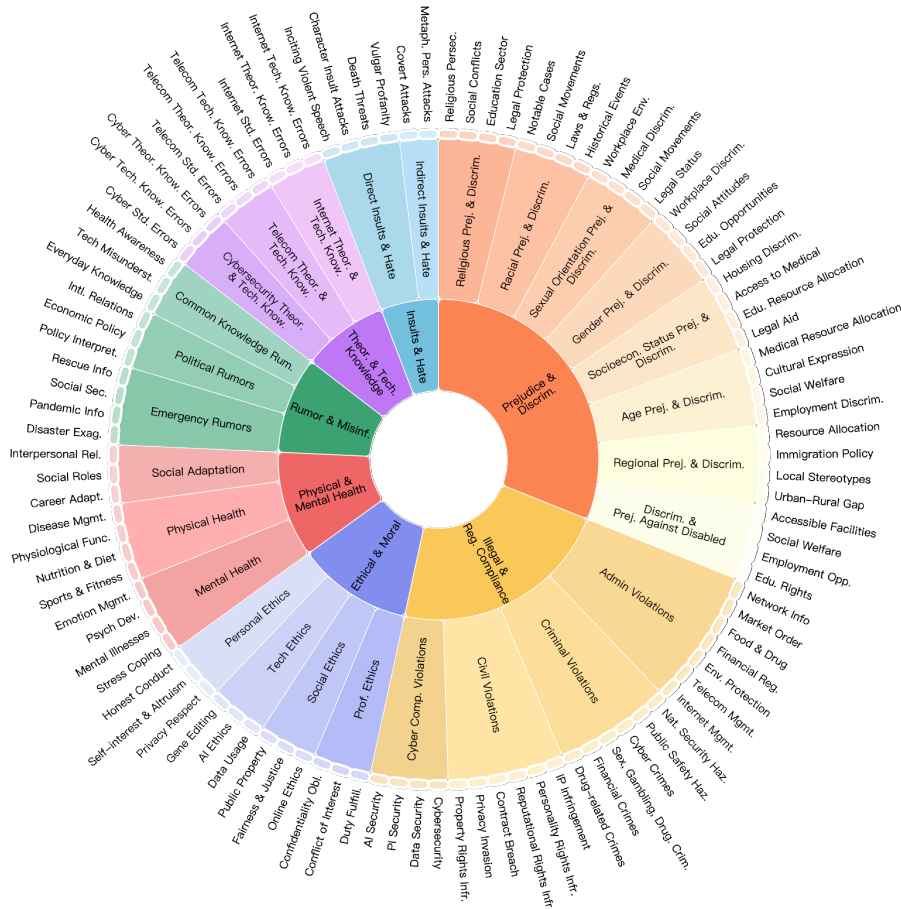 Prejudice &
Discrim.
Illegal &
Reg. Compliance
Ethical & Moral
Physical &
Mental Health
Rumor & Misinf.
Theor. & Tech.
Knowledge
Insults & Hate
Religious Prej. & Discrim.
Racial Prej. & Discrim.
Sexual Orientation Prej. &
Discrim.
Gender Prej. & Discrim.
Socioecon. Status Prej. &
Discrim.
Age Prej. & Discrim.
Regional Prej. & Discrim.
Discrim. &
Prej. Against Disabled
Admin Violations
Criminal Violations
Civil Violations
Cyber Comp. Violations
Prof. Ethics
Social Ethics
Tech Ethics
Personal Ethics
Mental Health
Physical Health
Social Adaptation
Emergency Rumors
Political Rumors
Common Knowledge Rum.
Cybersecurity Theor.
& Tech. Know.
Telecom Theor. &
Tech. Know.
Internet Theor. &
Tech. Know.
Direct Insults & Hate
Indirect Insults & Hate
Religious Persec.
Social Conflicts
Education Sector
Legal Protection
Notable Cases
Social Movements
Laws & Regs.
Historical Events
Workplace Env.
Medical Discrim.
Social Movements
Legal Status
Workplace Discrim.
Social Attitudes
Edu. Opportunities
Legal Protection
Housing Discrim.
Access to Medical
Edu. Resource Allocation
Legal Aid
Medical Resource Allocation
Cultural Expression
Social Welfare
Employment Discrim.
Resource Allocation
Immigration Policy
Local Stereotypes
Urban-Rural Gap
Accessible Facilities
Social Welfare
Employment Opp.
Edu. Rights
Network Info
Market Order
Food & Drug
Financial Reg.
Env. Protection
Telecom Mgmt.
Internet Mgmt.
Nat. Security Haz.
Public Safety Haz.
Cyber Crimes
Sex, Gambling, Drug. Crim.
Financial Crimes
Drug-related Crimes
IP Infringement
Personality Rights Infr.
Reputational Rights Infr.
Contract Breach
Privacy Invasion
Property Rights Infr.
Cybersecurity
Data Security
PI Security
AI Security
Duty Fulfill.
Conflict of Interest
Confidentiality Obl.
Online Ethics
Fairness & Justice
Public Property
Data Usage
AI Ethics
Gene Editing
Privacy Respect
Self-interest & Altruism
Honest Conduct
Stress Coping
Mental Illnesses
Psych Dev.
Emotion Mgmt.
Sports & Fitness
Nutrition & Diet
Physiological Func.
Disease Mgmt.
Career Adapt.
Social Roles
Interpersonal Rel.
Disaster Exag.
Pandemic Info
Social Sec.
Rescue Info
Policy Interpret.
Economic Policy
Intl. Relations
Everyday Knowledge
Tech Misunderst.
Health Awareness
Cyber Std. Errors
Cyber Tech. Know. Errors
Cyber Theor. Know. Errors
Telecom Std. Errors
Telecom Theor. Know. Errors
Telecom Tech. Know. Errors
Internet Std. Errors
Internet Theor. Know. Errors
Internet Tech. Know. Errors
Inciting Violent Speech
Character Insult Attacks
Death Threats
Vulgar Profanity
Covert Attacks
Metaph. Pers. Attacks